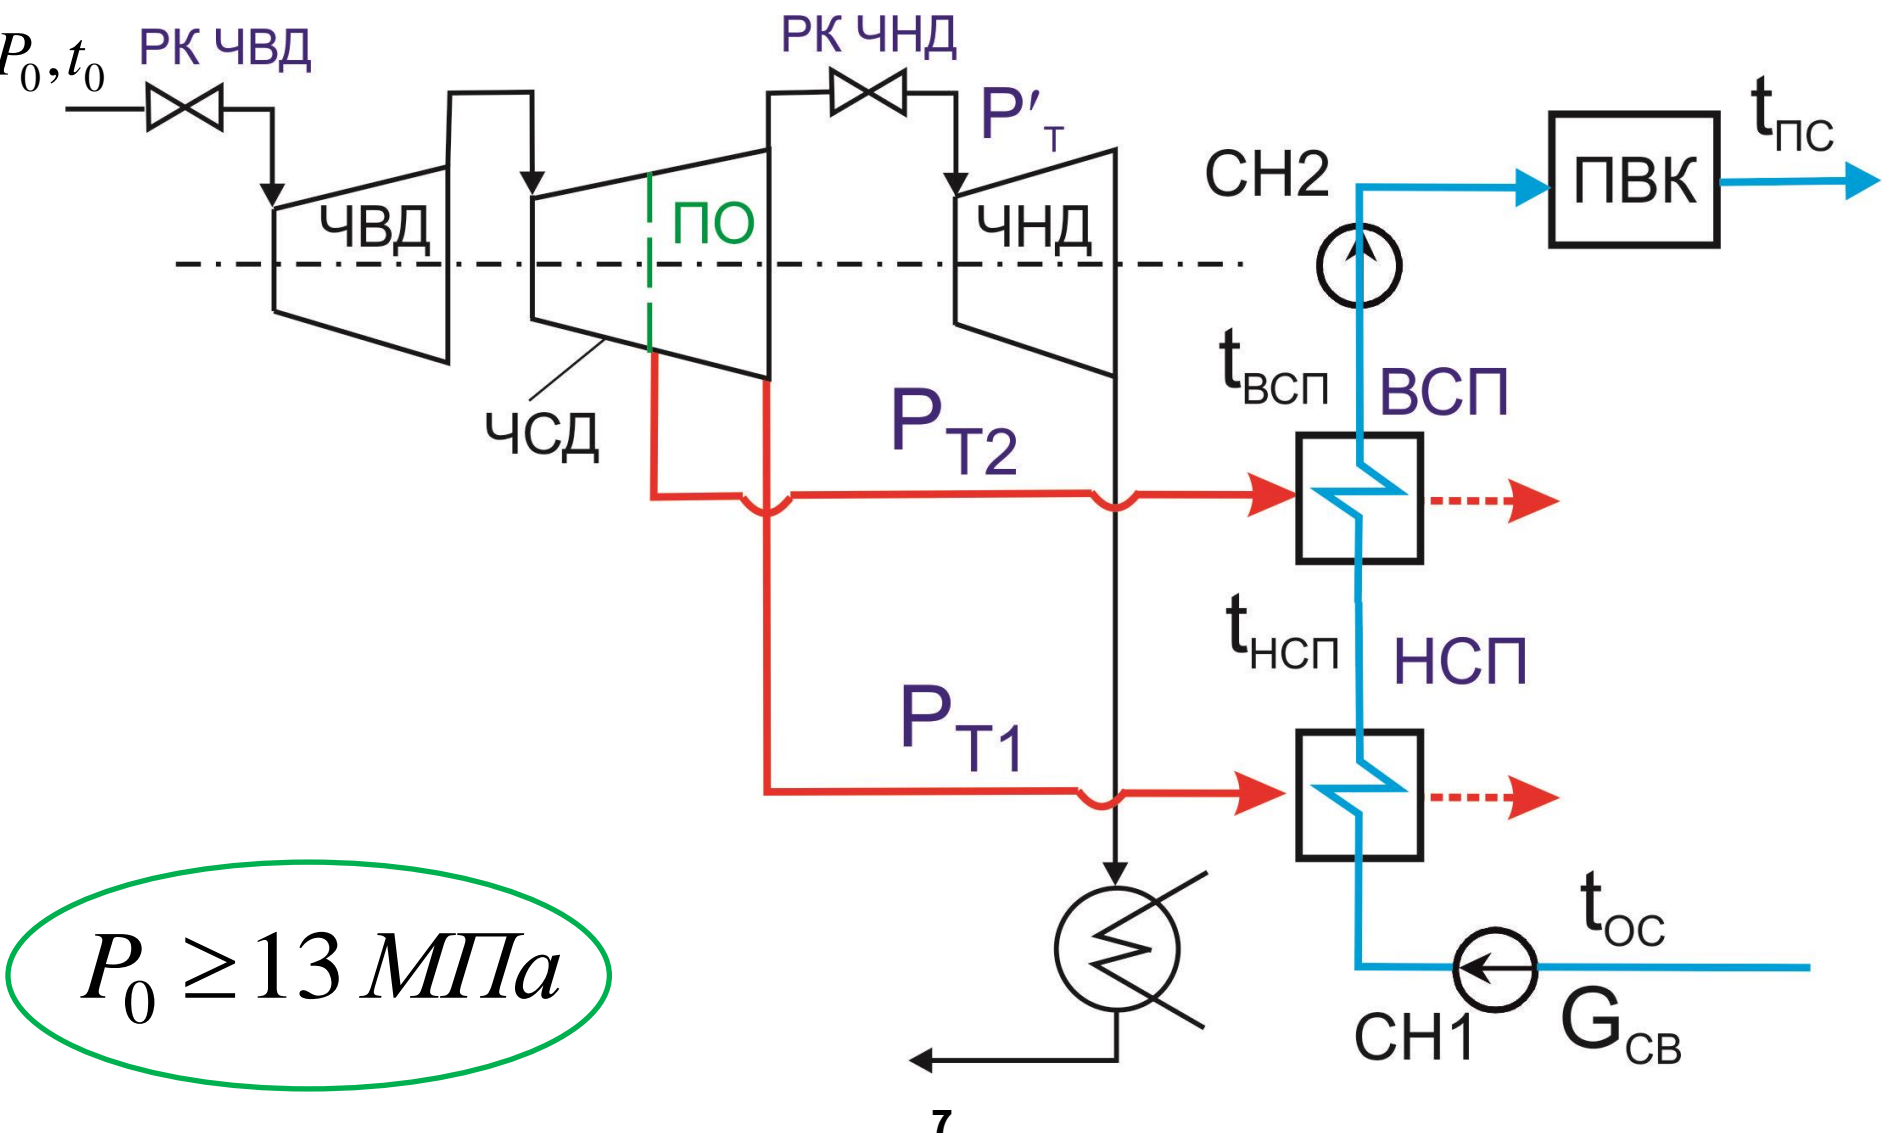 P₀, t₀
РК ЧВД
РК ЧНД
P′т
tПС
СН2
ПВК
ЧВД
ПО
ЧНД
tВСП
ВСП
ЧСД
PТ2
tНСП
НСП
PТ1
tОС
P₀ ≥ 13 МПа
СН1
GСВ
7